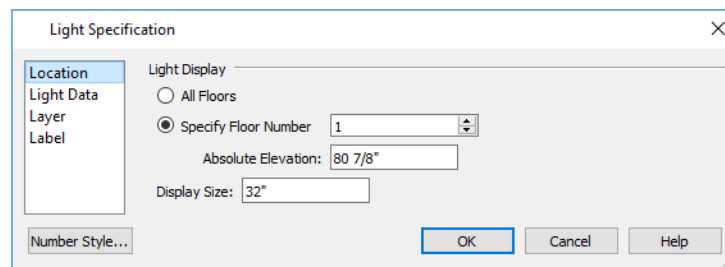 Light Specification
Location
Light Data
Layer
Label
Light Display
All Floors
Specify Floor Number 1
Absolute Elevation: 80 7/8"
Display Size: 32"
Number Style...
OK
Cancel
Help